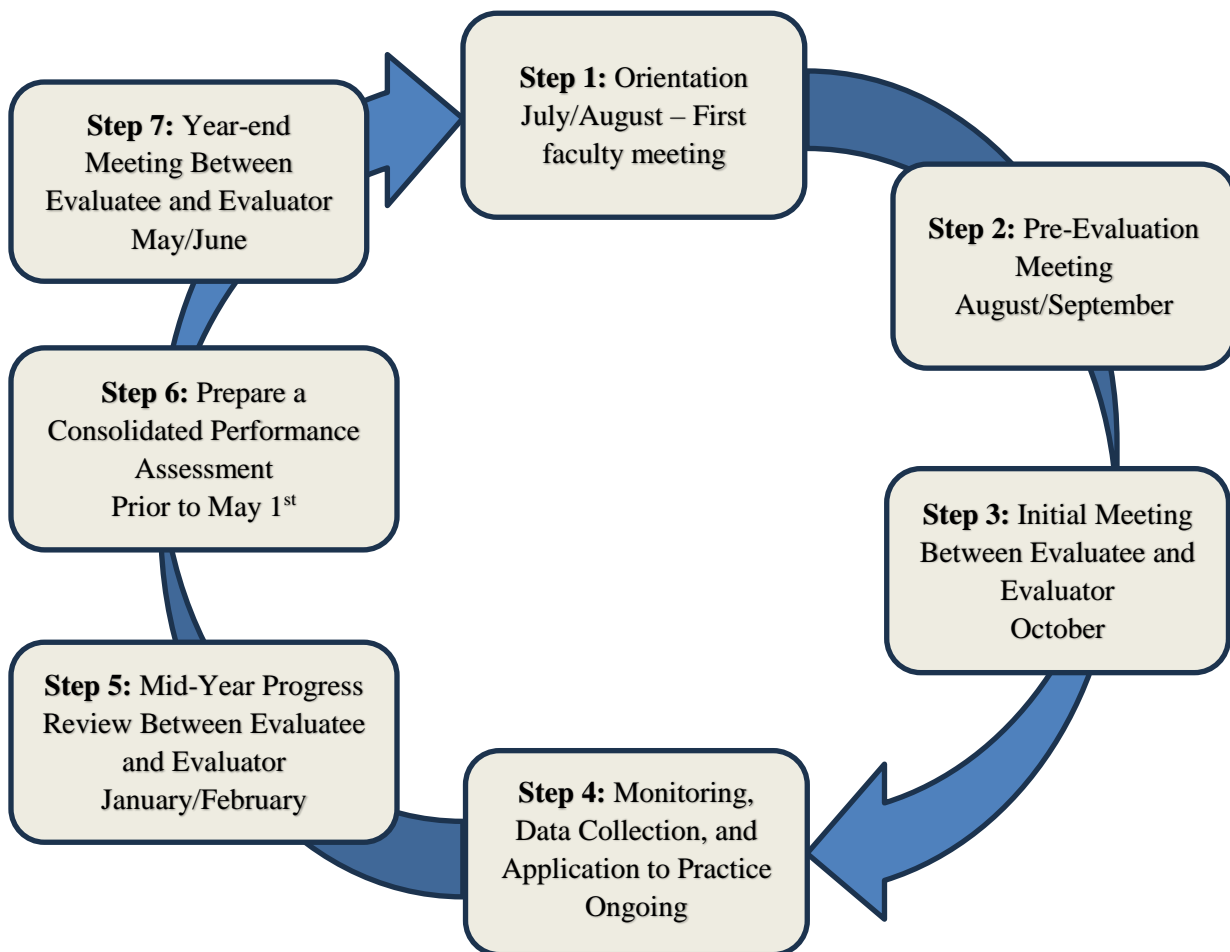 Step 1: Orientation
July/August – First
faculty meeting
Step 2: Pre-Evaluation
Meeting
August/September
Step 3: Initial Meeting
Between Evaluatee and
Evaluator
October
Step 4: Monitoring,
Data Collection, and
Application to Practice
Ongoing
Step 5: Mid-Year Progress
Review Between Evaluatee
and Evaluator
January/February
Step 6: Prepare a
Consolidated Performance
Assessment
Prior to May 1st
Step 7: Year-end
Meeting Between
Evaluatee and Evaluator
May/June